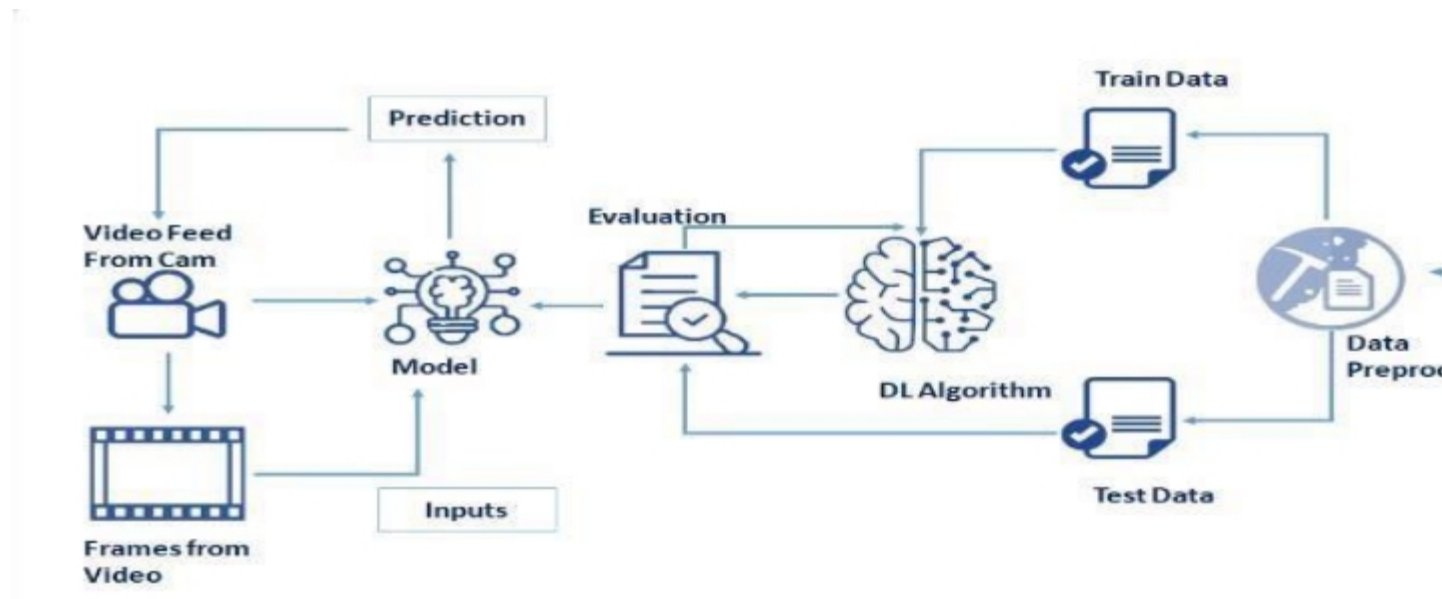 Train Data
Prediction
Evaluation
Video Feed
From Cam
Data
Model
DL Algorithm
Test Data
Inputs
Frames from
Video